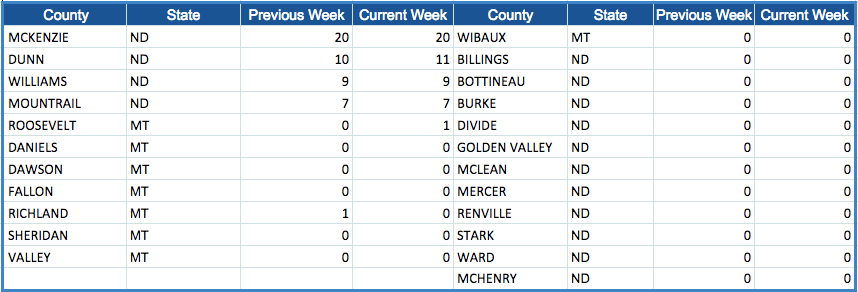 County State Previous Week Current Week County State Previous Week Current Week
MCKENZIE ND 20 20 WIBAUX MT 0 0
DUNN ND 10 11 BILLINGS ND 0 0
WILLIAMS ND 9 9 BOTTINEAU ND 0 0
MOUNTRAIL ND 7 7 BURKE ND 0 0
ROOSEVELT MT 0 1 DIVIDE ND 0 0
DANIELS MT 0 0 GOLDEN VALLEY ND 0 0
DAWSON MT 0 0 MCLEAN ND 0 0
FALLON MT 0 0 MERCER ND 0 0
RICHLAND MT 1 0 RENVILLE ND 0 0
SHERIDAN MT 0 0 STARK ND 0 0
VALLEY MT 0 0 WARD ND 0 0
MCHENRY ND 0 0